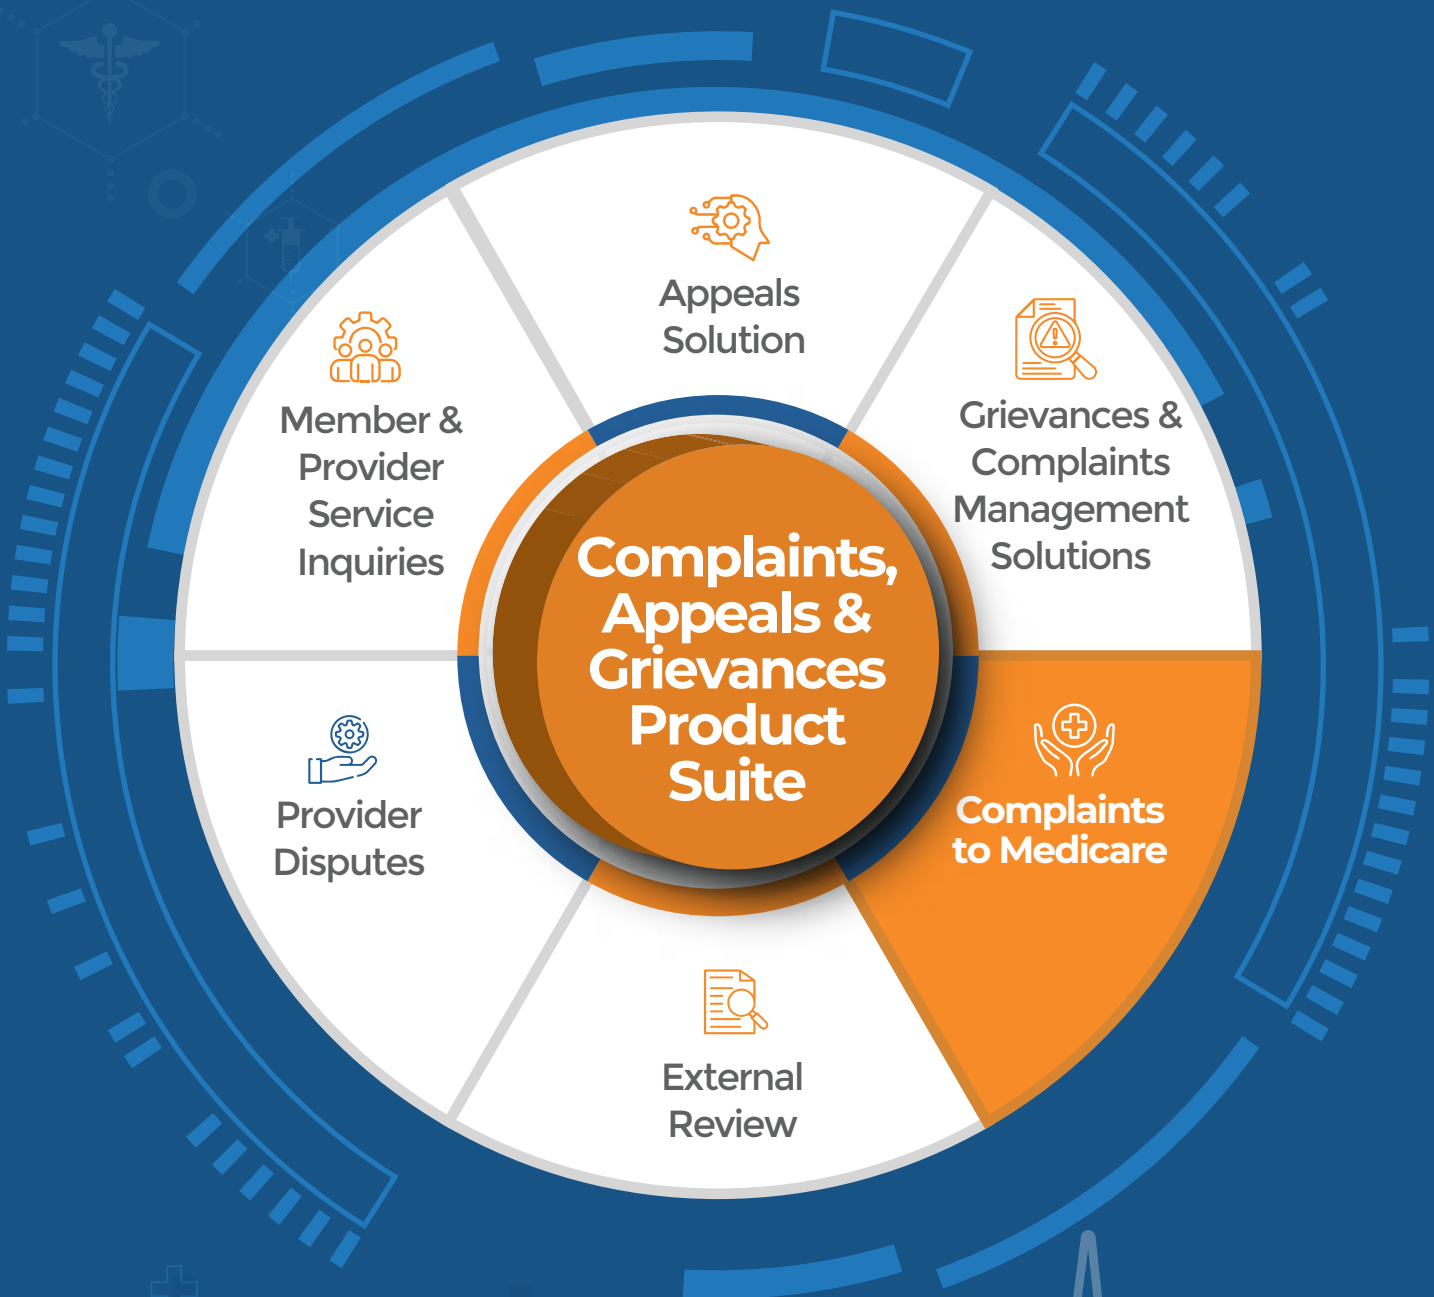 Appeals
Solution
Grievances &
Complaints
Management
Solutions
Complaints
to Medicare
External
Review
Provider
Disputes
Member &
Provider
Service
Inquiries
Complaints,
Appeals &
Grievances
Product
Suite